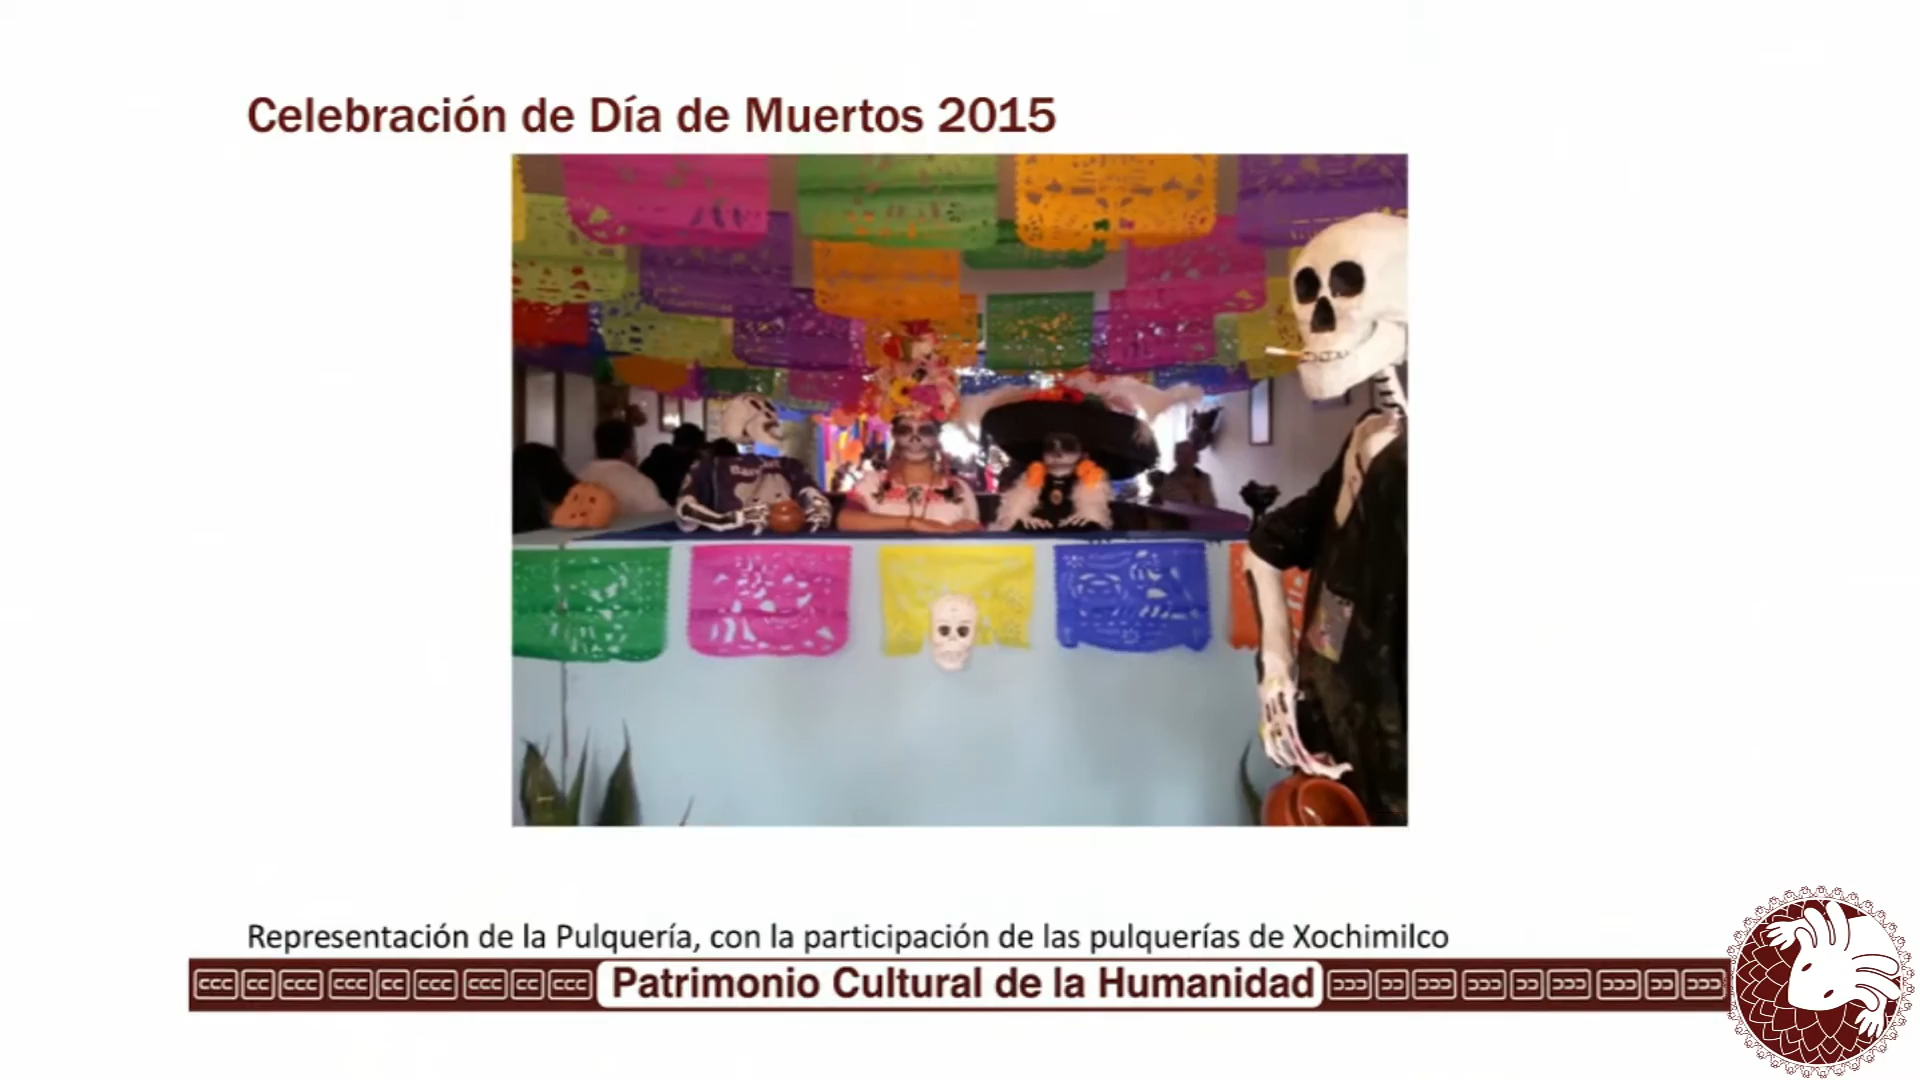 Celebración de Día de Muertos 2015
Representación de la Pulquería, con la participación de las pulquerías de Xochimilco
Patrimonio Cultural de la Humanidad